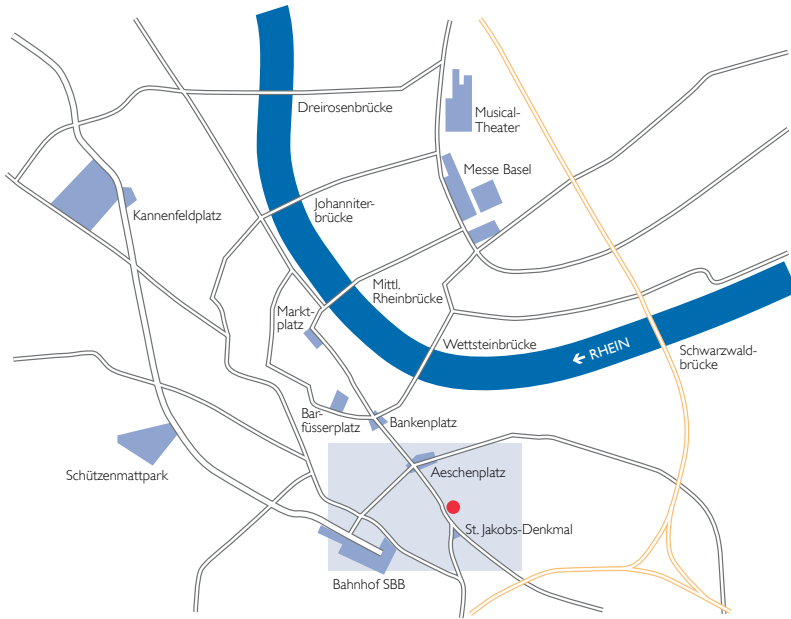 Dreirosenbrücke
Musical-
Theater
Messe Basel
Johanniter-
brücke
Kannenfeldplatz
Mittl.
Rheinbrücke
Markt-
platz
Wettsteinbrücke
← RHEIN
Schwarzwald-
brücke
Bar-
füsserplatz
Bankenplatz
Aeschenplatz
Schützenmattpark
St. Jakobs-Denkmal
Bahnhof SBB